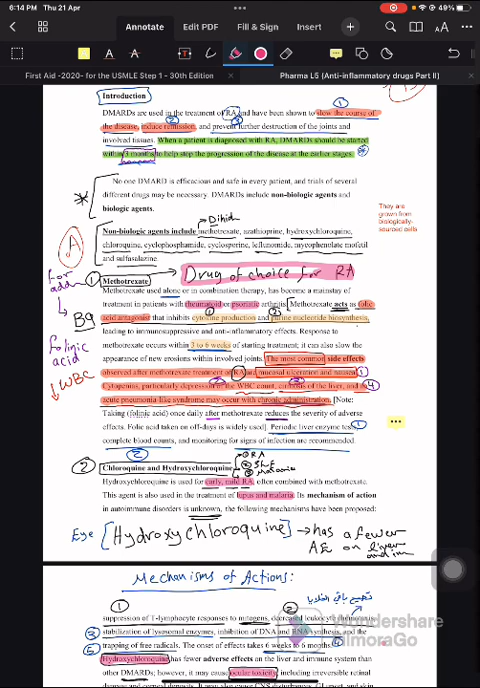 6:14 PM Thu 21 Apr
49%
Annotate Edit PDF Fill & Sign Insert
First Aid -2020- for the USMLE Step 1 - 30th Edition
Pharma L5 (Anti-inflammatory drugs Part II)
Introduction
DMARDs are used in the treatment of RA and have been shown to slow the course of
the disease, induce remission, and prevent further destruction of the joints and
involved tissues. When a patient is diagnosed with RA, DMARDs should be started
within 3 months to help stop the progression of the disease at the earlier stages.
No one DMARD is efficacious and safe in every patient, and trials of several
different drugs may be necessary. DMARDs include non-biologic agents and
biologic agents.
They are
grown from
biologically-
sourced cells
Non-biologic agents include methotrexate, azathioprine, hydroxychloroquine,
chloroquine, cyclophosphamide, cyclosporine, leflunomide, mycophenolate mofetil
and sulfasalazine.
A
1 Methotrexate → Drug of choice for RA
Methotrexate used alone or in combination therapy, has become a mainstay of
treatment in patients with rheumatoid or psoriatic arthritis. Methotrexate acts as folic
acid antagonist that inhibits cytokine production and purine nucleotide biosynthesis,
leading to immunosuppressive and anti-inflammatory effects. Response to
methotrexate occurs within 3 to 6 weeks of starting treatment; it can also slow the
appearance of new erosions within involved joints. The most common side effects
observed after methotrexate treatment of RA are mucosal ulceration and nausea.
Cytopenias, particularly depression of the WBC count, cirrhosis of the liver, and an
acute pneumonia-like syndrome may occur with chronic administration. [Note:
Taking (folinic acid) once daily after methotrexate reduces the severity of adverse
effects. Folic acid taken on off-days is widely used]. Periodic liver enzyme tests,
complete blood counts, and monitoring for signs of infection are recommended.
B9
folinic
acid
↓ WBC
2 Chloroquine and Hydroxychloroquine
① RA
② SLE
③ Malaria
Hydroxychloroquine is used for early, mild RA, often combined with methotrexate.
This agent is also used in the treatment of lupus and malaria. Its mechanism of action
in autoimmune disorders is unknown, the following mechanisms have been proposed:
Eye [Hydroxychloroquine] → has a fewer
AE on liver
and im
Mechanisms of Actions:
① ②
suppression of T-lymphocyte responses to mitogens, decreased leukocyte chemotaxis,
③ stabilization of lysosomal enzymes, inhibition of DNA and RNA synthesis, and the
⑤ trapping of free radicals. The onset of effects takes 6 weeks to 6 months.
Hydroxychloroquine has fewer adverse effects on the liver and immune system than
other DMARDs; however, it may cause ocular toxicity, including irreversible retinal
Wondershare
FilmoraGo